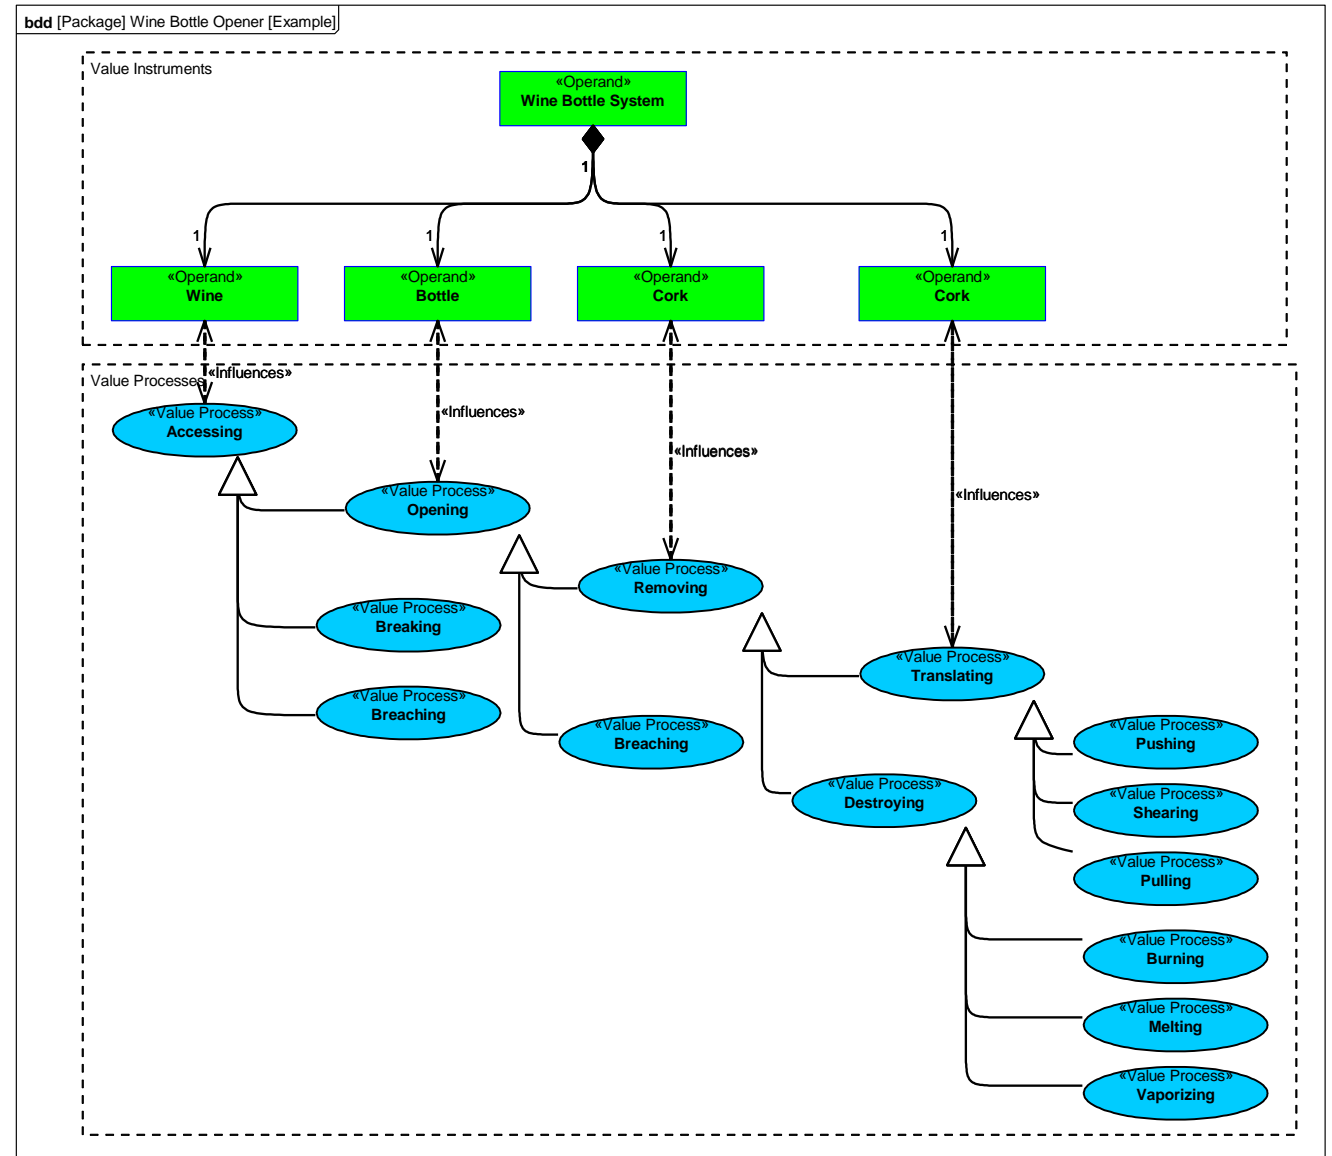 bdd [Package] Wine Bottle Opener [Example]
Value Instruments
«Operand»
Wine Bottle System
1
1
1
1
1
«Operand»
Wine
«Operand»
Bottle
«Operand»
Cork
«Operand»
Cork
Value Processes
«Influences»
«Influences»
«Influences»
«Influences»
«Value Process»
Accessing
«Value Process»
Opening
«Value Process»
Removing
«Value Process»
Breaking
«Value Process»
Translating
«Value Process»
Breaching
«Value Process»
Breaching
«Value Process»
Pushing
«Value Process»
Destroying
«Value Process»
Shearing
«Value Process»
Pulling
«Value Process»
Burning
«Value Process»
Melting
«Value Process»
Vaporizing